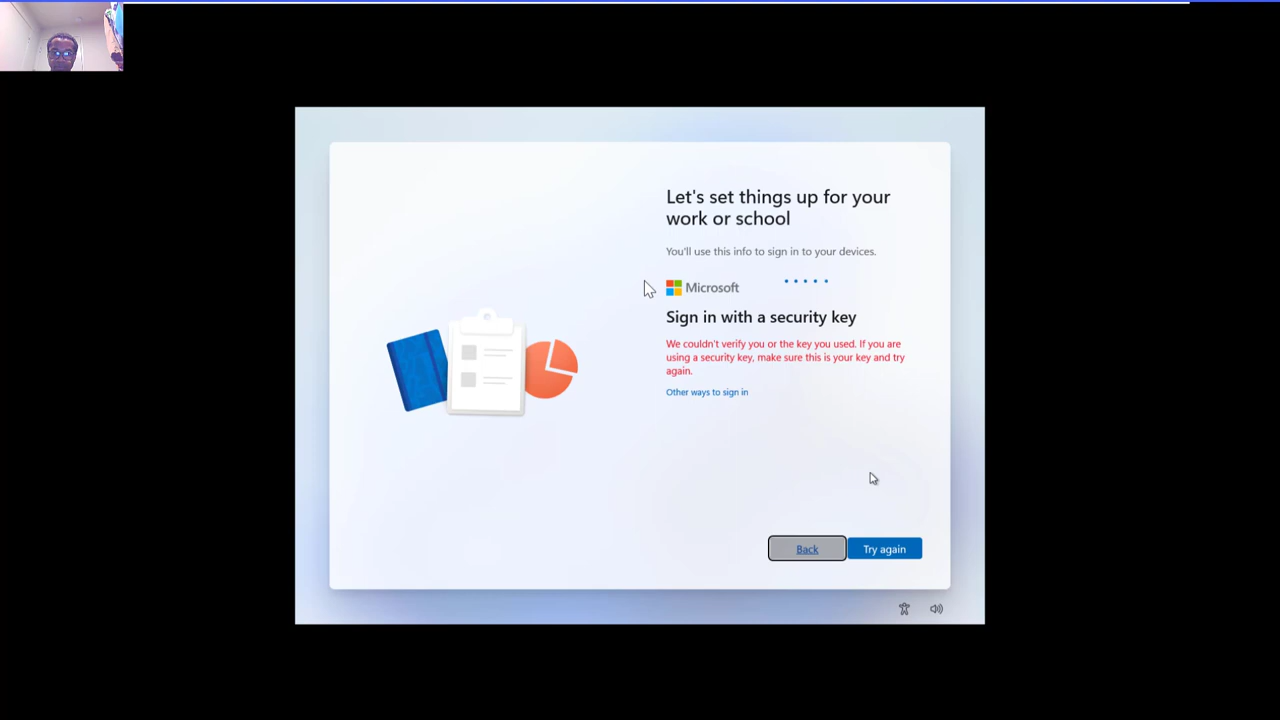 Let's set things up for your
work or school
You'll use this info to sign in to your devices.
Microsoft
Sign in with a security key
We couldn't verify you or the key you used. If you are
using a security key, make sure this is your key and try
again.
Other ways to sign in
Back
Try again